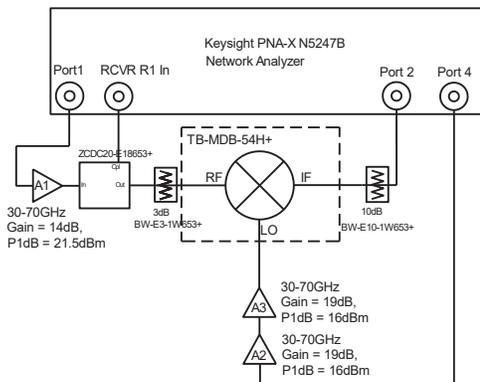 Keysight PNA-X N5247B
Network Analyzer
Port1
RCVR R1 In
Port 2
Port 4
ZCDC20-E18653+
Cpl
In
Out
A1
30-70GHz
Gain = 14dB,
P1dB = 21.5dBm
3dB
BW-E3-1W653+
TB-MDB-54H+
RF
IF
LO
10dB
BW-E10-1W653+
A3
30-70GHz
Gain = 19dB,
P1dB = 16dBm
A2
30-70GHz
Gain = 19dB,
P1dB = 16dBm